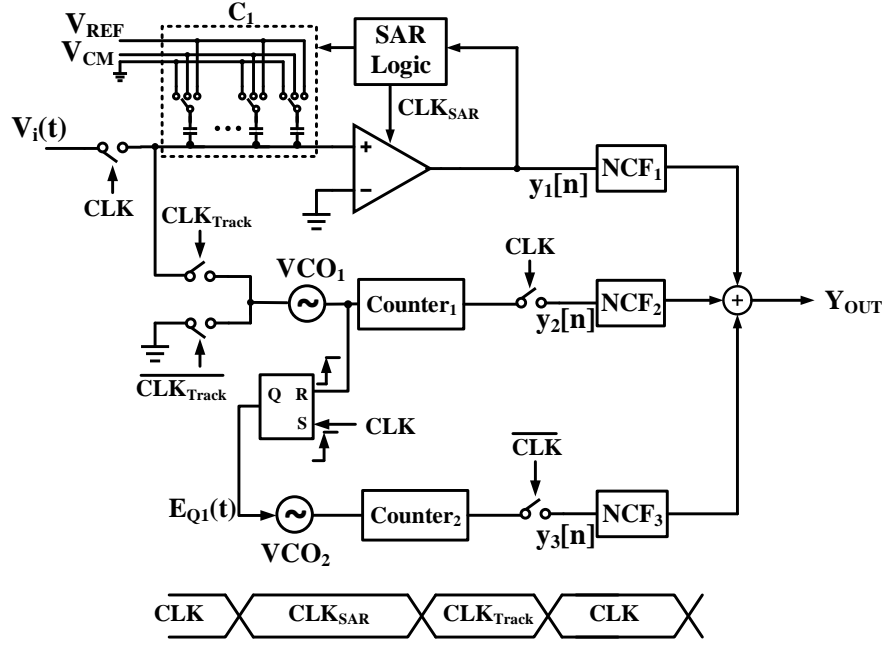 C1
VREF
VCM
SAR
Logic
CLKSAR
Vi(t)
+
−
y1[n]
NCF1
CLK
CLKTrack
CLK
VCO1
Counter1
y2[n]
NCF2
+
YOUT
~
CLKTrack
Q R
S
CLK
CLK
EQ1(t)
~
VCO2
Counter2
y3[n]
NCF3
CLK CLKSAR CLKTrack CLK